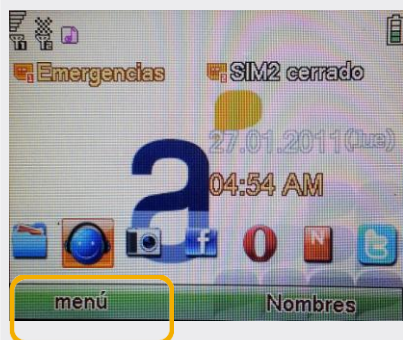 Emergencias SIM2 cerrado
a
27.01.2011(Jue)
04:54 AM
f O N t
menú Nombres